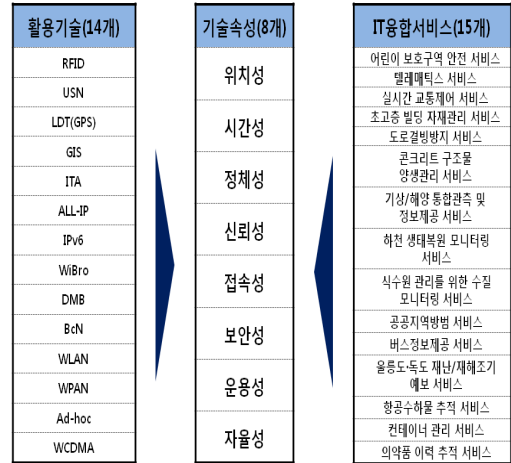 활용기술(14개)
RFID
USN
LDT(GPS)
GIS
ITA
ALL-IP
IPv6
WiBro
DMB
BcN
WLAN
WPAN
Ad-hoc
WCDMA
기술속성(8개)
위치성
시간성
정체성
신뢰성
접속성
보안성
운용성
자율성
IT융합서비스(15개)
어린이 보호구역 안전 서비스
텔레매틱스 서비스
실시간 교통제어 서비스
초고층 빌딩 자재관리 서비스
도로결빙방지 서비스
콘크리트 구조물
양생관리 서비스
기상/해양 통합관측 및
정보제공 서비스
하천 생태복원 모니터링
서비스
식수원 관리를 위한 수질
모니터링 서비스
공공지역방범 서비스
버스정보제공 서비스
울릉도·독도 재난/재해조기
예보 서비스
항공수하물 추적 서비스
컨테이너 관리 서비스
의약품 이력 추적 서비스